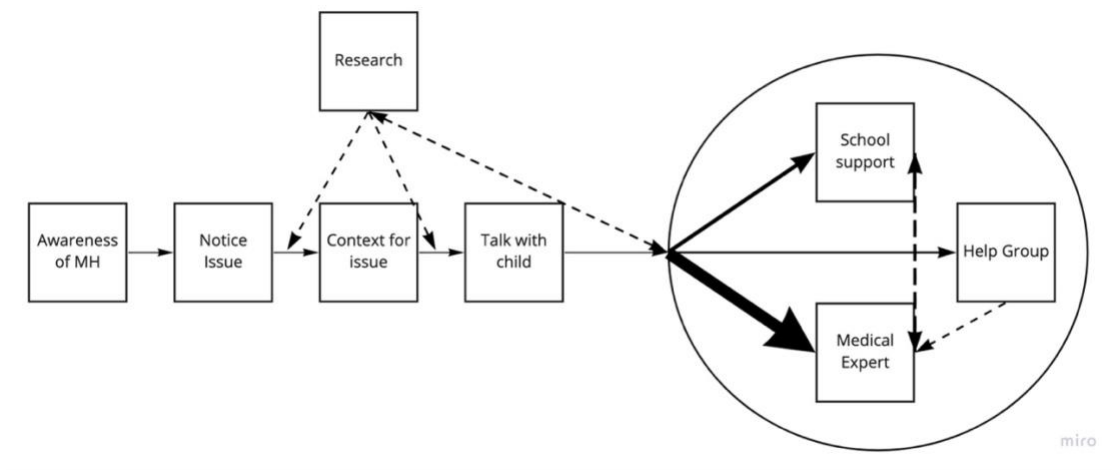 Research
School
support
Awareness
of MH
Notice
Issue
Context for
issue
Talk with
child
Help Group
Medical
Expert
miro